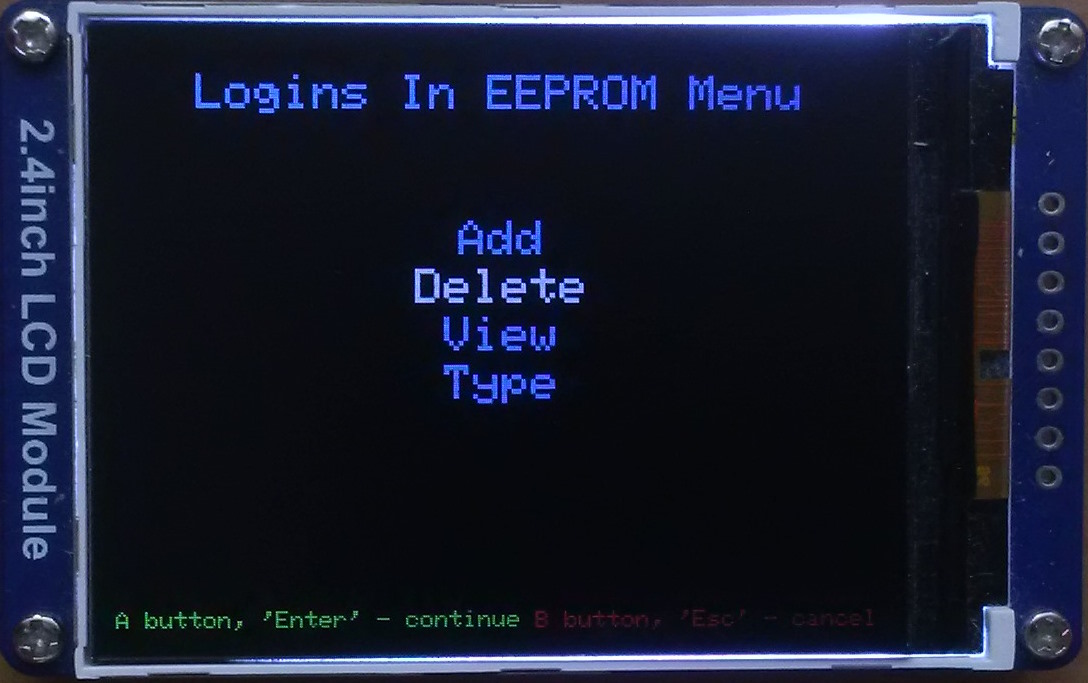 Logins In EEPROM Menu
Add
Delete
View
Type
A button, 'Enter' - continue B button, 'Esc' - cancel
2.4inch LCD Module